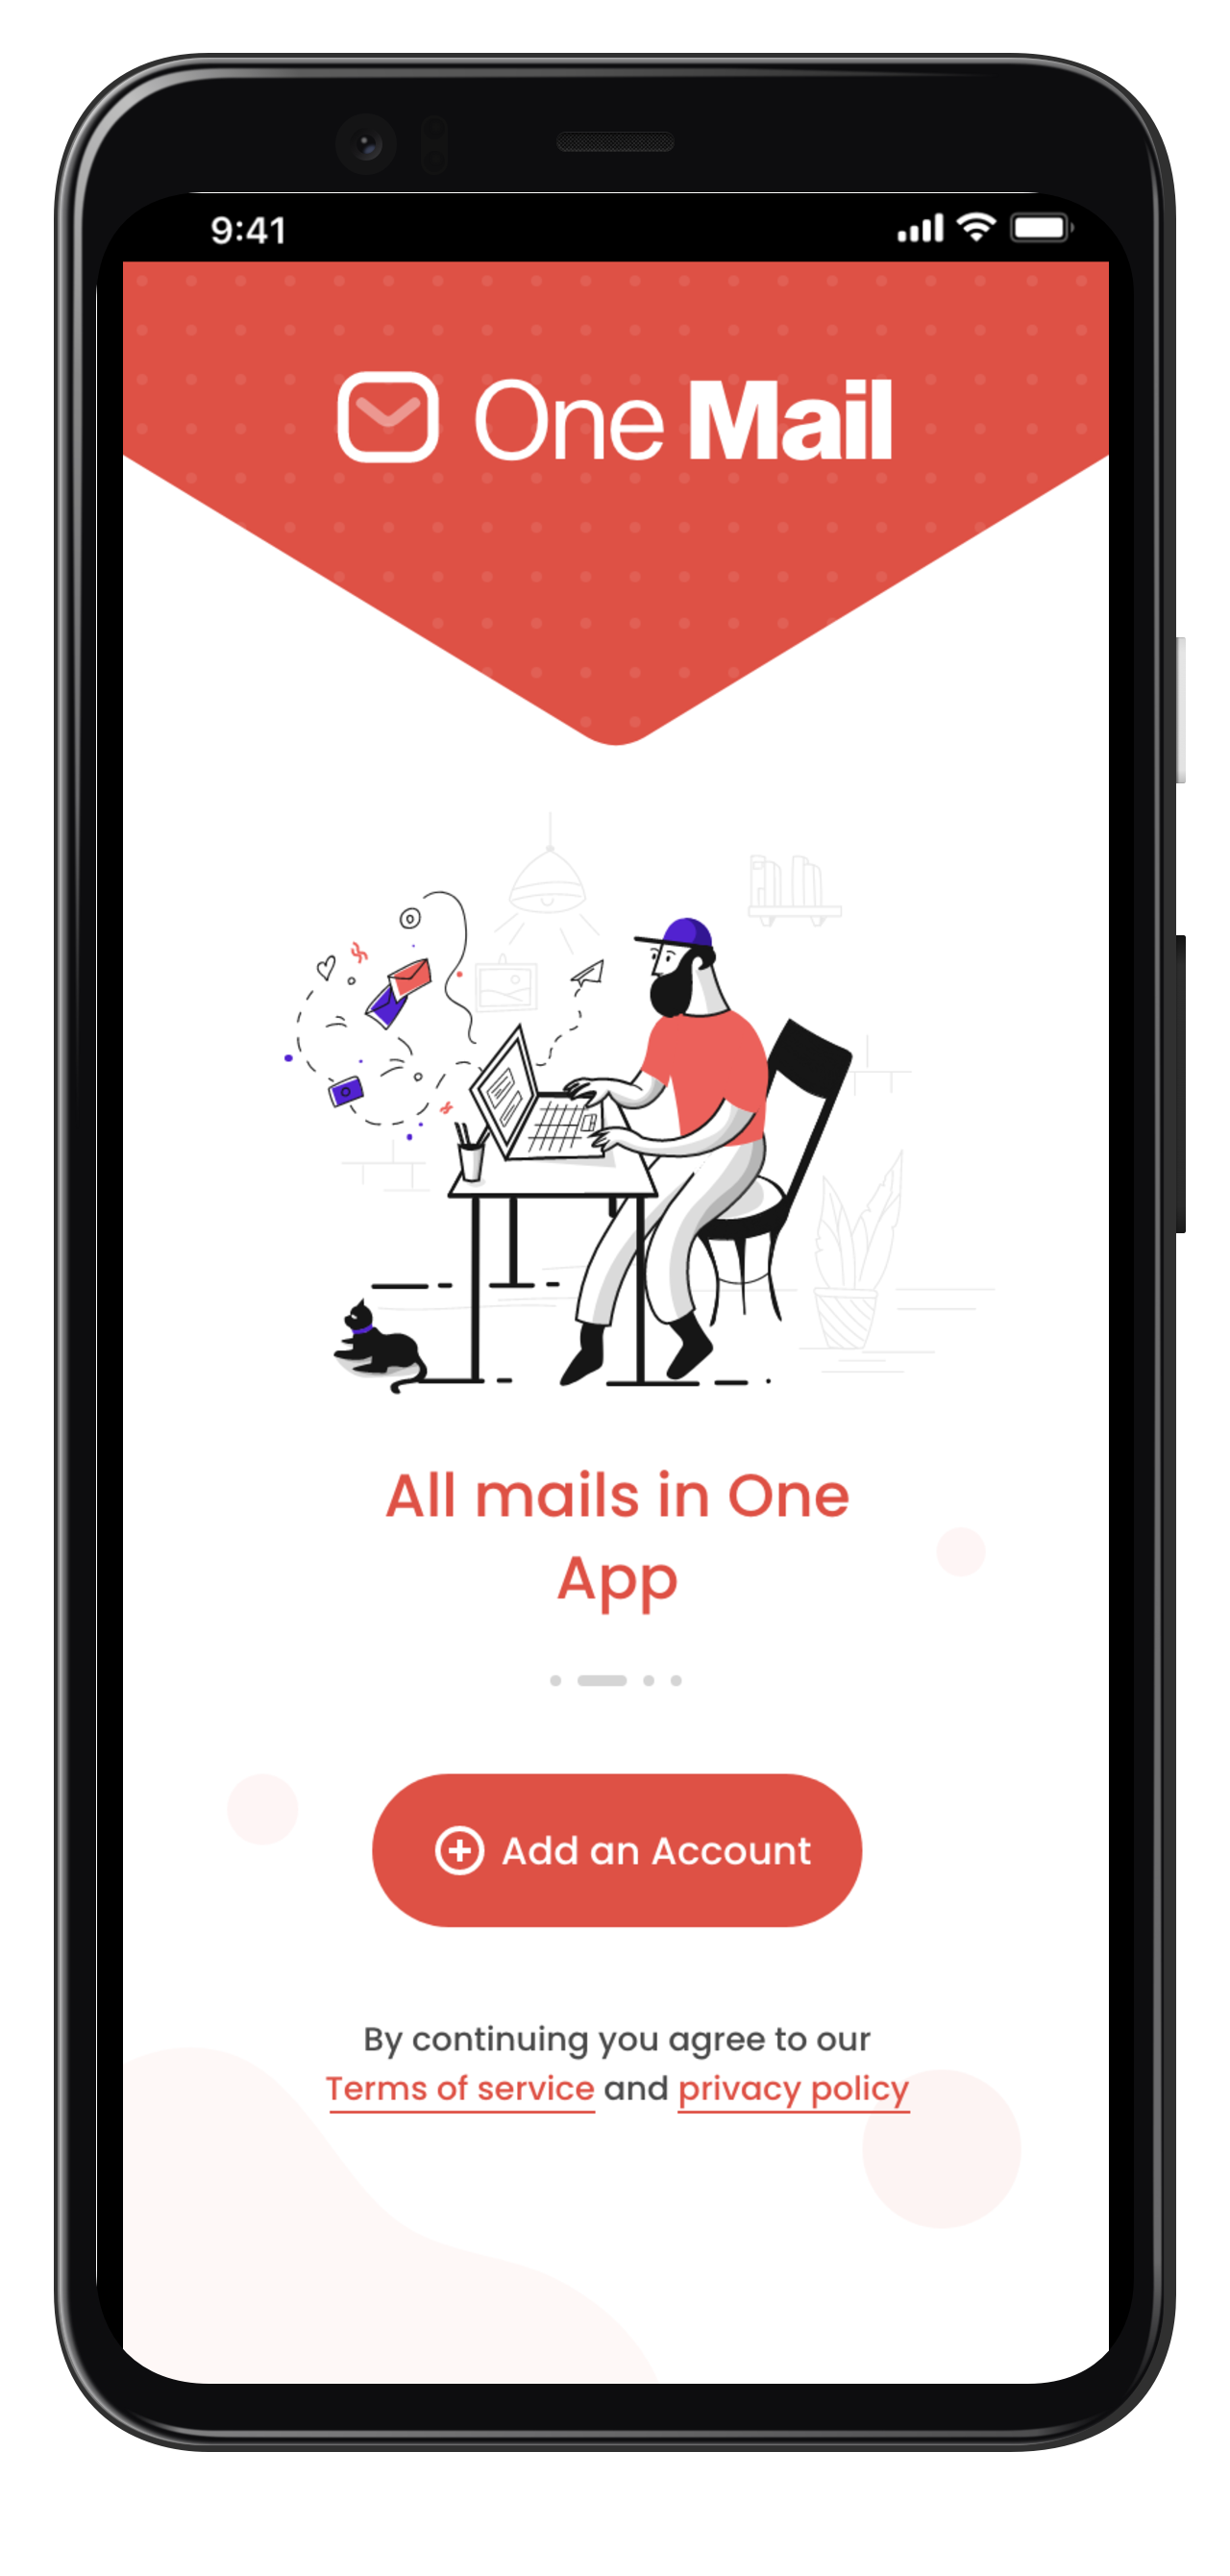 9:41
One Mail
All mails in One
App
Add an Account
By continuing you agree to our
Terms of service and privacy policy